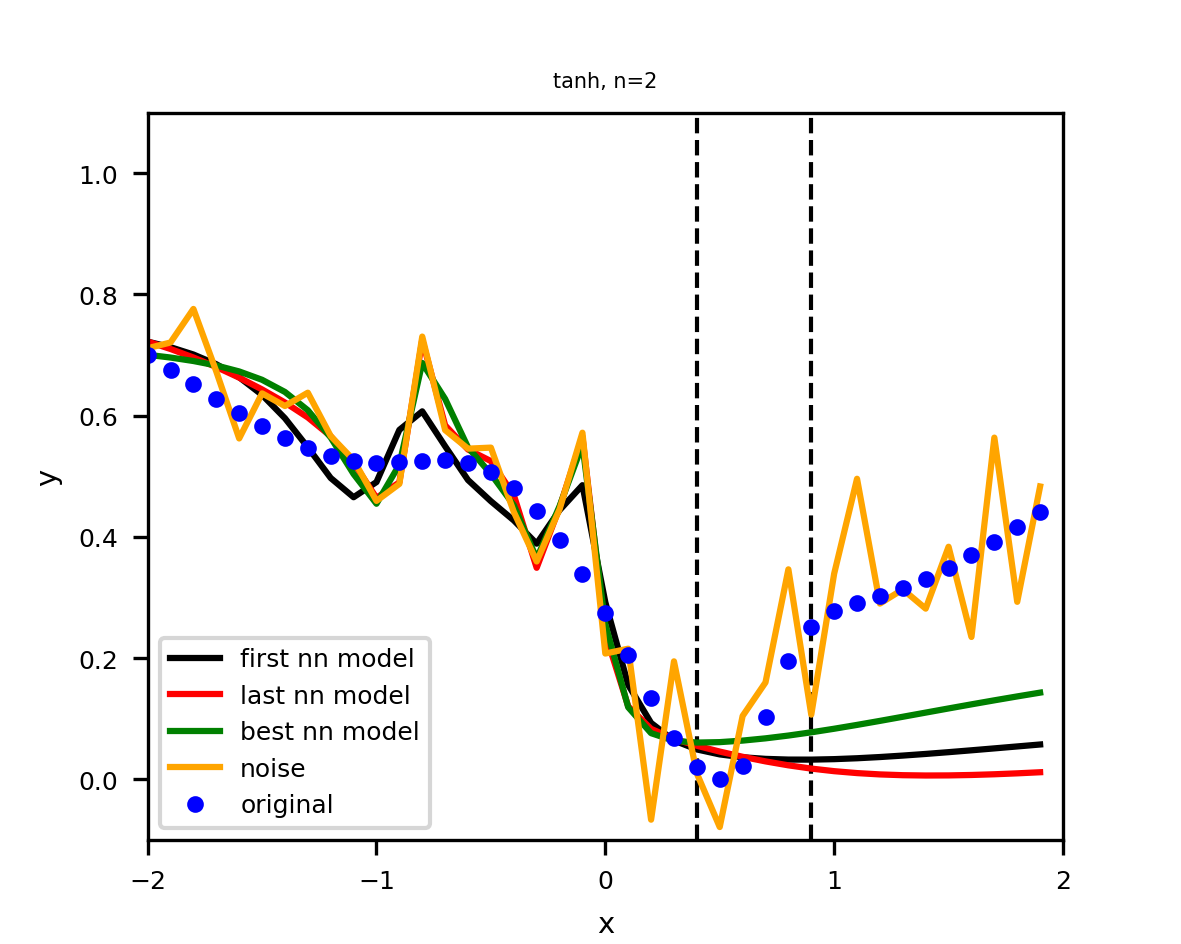 tanh, n=2
1.0
0.8
0.6
0.4
0.2
0.0
y
first nn model
last nn model
best nn model
noise
original
−2
−1
0
1
2
x